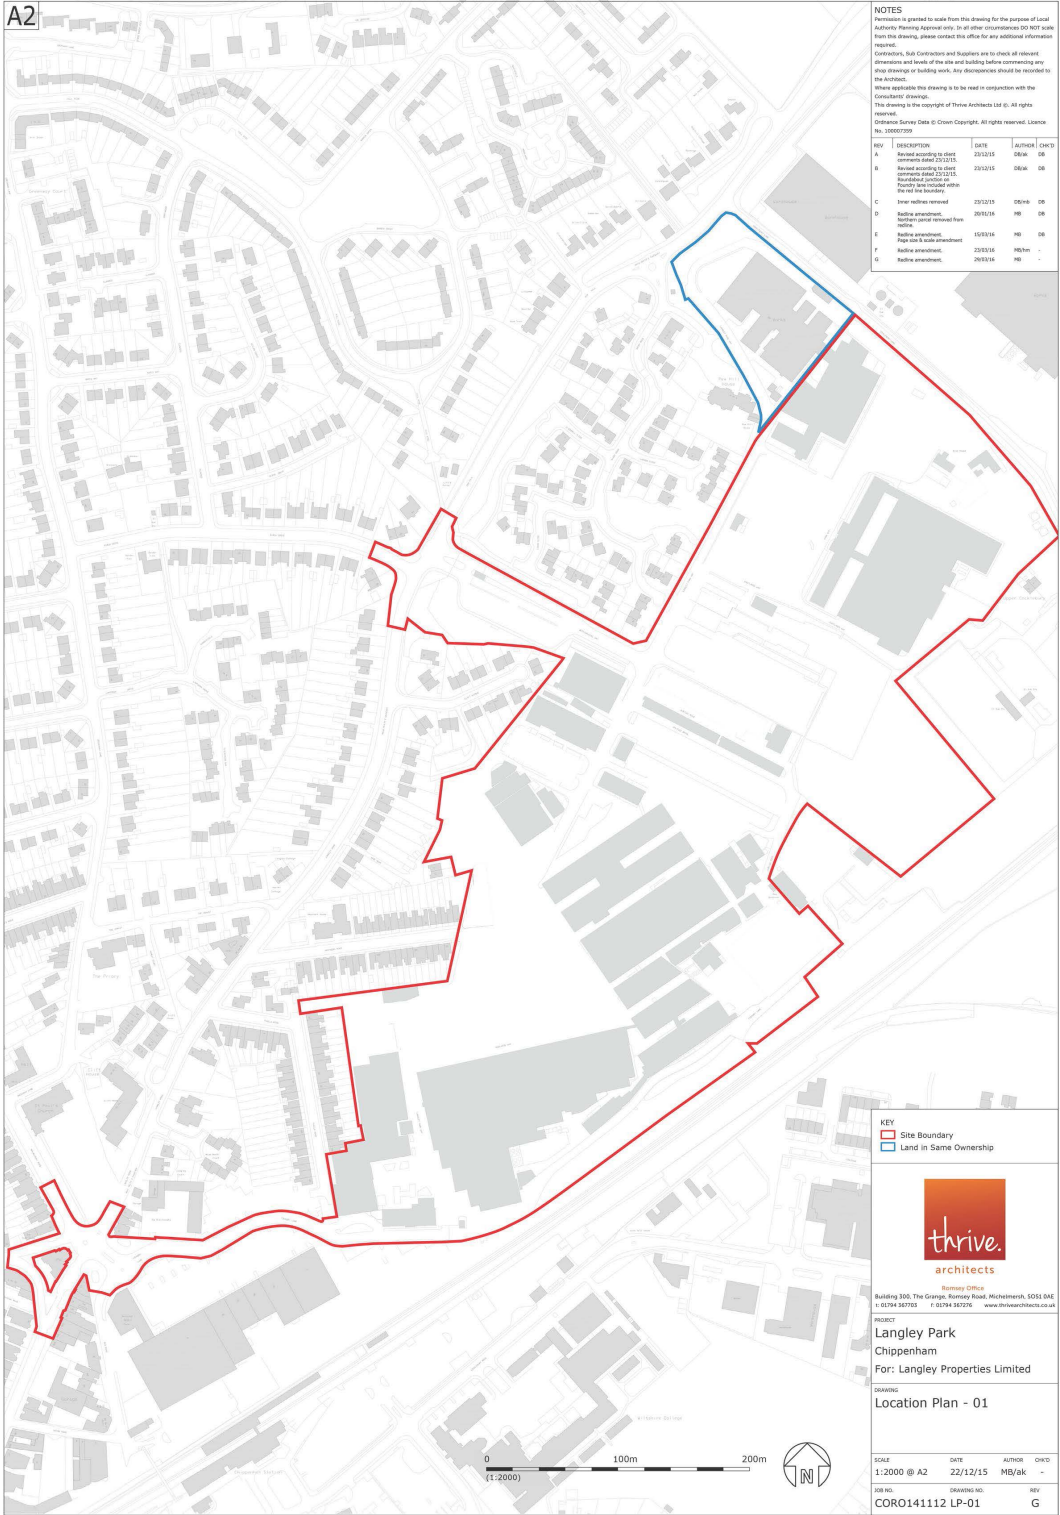 A2
NOTES
Permission is granted to scale from this drawing for the purpose of Local
Authority Planning Approval only. In all other circumstances DO NOT scale
from this drawing, please contact this office for any additional information
required.
Contractors, Sub Contractors and Suppliers are to check all relevant
dimensions and levels of the site and building before commencing any
shop drawings or building work. Any discrepancies should be recorded to
the Architect.
Where applicable this drawing is to be read in conjunction with the
Consultants' drawings.
This drawing is the copyright of Thrive Architects Ltd ©. All rights
reserved.
Ordnance Survey Data © Crown Copyright. All rights reserved. Licence
No. 100007359
REV DESCRIPTION DATE AUTHOR CHK'D
A Revised according to client 23/12/15 DB/ak DB
comments dated 23/12/15.
B Revised according to client 23/12/15 DB/ak DB
comments dated 23/12/15.
Roundabout junction on
Foundry lane included within
the red line boundary.
C Inner redlines removed 23/12/15 DB/mb DB
D Redline amendment. 20/01/16 MB DB
Northern parcel removed from
redline.
E Redline amendment. 15/03/16 MB DB
Page size & scale amendment
F Redline amendment. 23/03/16 MB/hm -
G Redline amendment. 29/03/16 MB -
KEY
Site Boundary
Land in Same Ownership
thrive.
architects
Romsey Office
Building 300, The Grange, Romsey Road, Michelmersh, SO51 0AE
t: 01794 367703 f: 01794 367276 www.thrivearchitects.co.uk
PROJECT
Langley Park
Chippenham
For: Langley Properties Limited
DRAWING
Location Plan - 01
0 100m 200m
(1:2000)
N
SCALE DATE AUTHOR CHK'D
1:2000 @ A2 22/12/15 MB/ak -
JOB NO. DRAWING NO. REV
CORO141112 LP-01 G